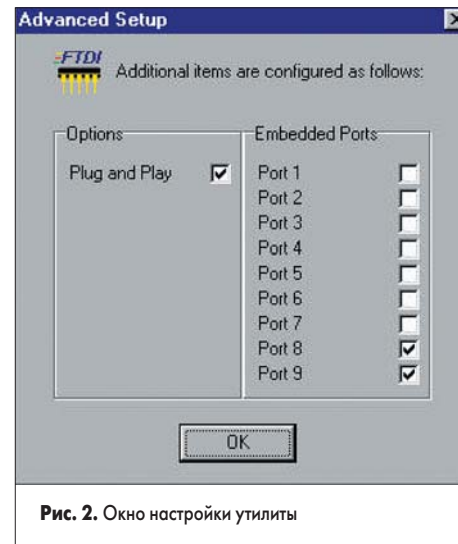 Advanced Setup
FTDI
Additional items are configured as follows:
Options
Plug and Play
Embedded Ports
Port 1
Port 2
Port 3
Port 4
Port 5
Port 6
Port 7
Port 8
Port 9
OK
Рис. 2. Окно настройки утилиты